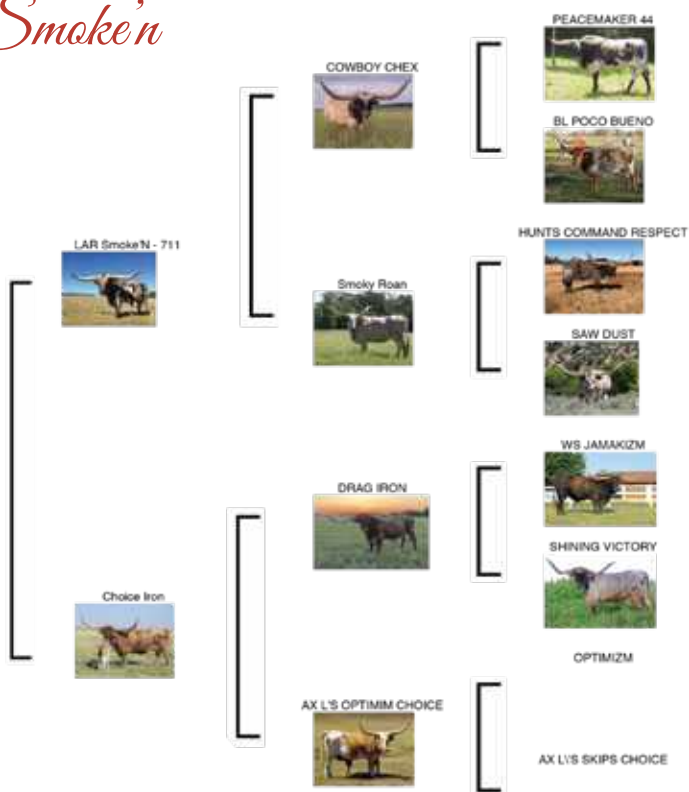 Smoke'n
PEACEMAKER 44
COWBOY CHEX
BL POCO BUENO
LAR Smoke'N - 711
HUNTS COMMAND RESPECT
Smoky Roan
SAW DUST
WS JAMAKIZM
DRAG IRON
SHINING VICTORY
Choice Iron
OPTIMIZM
AX L'S OPTIMIM CHOICE
AX L\'S SKIPS CHOICE